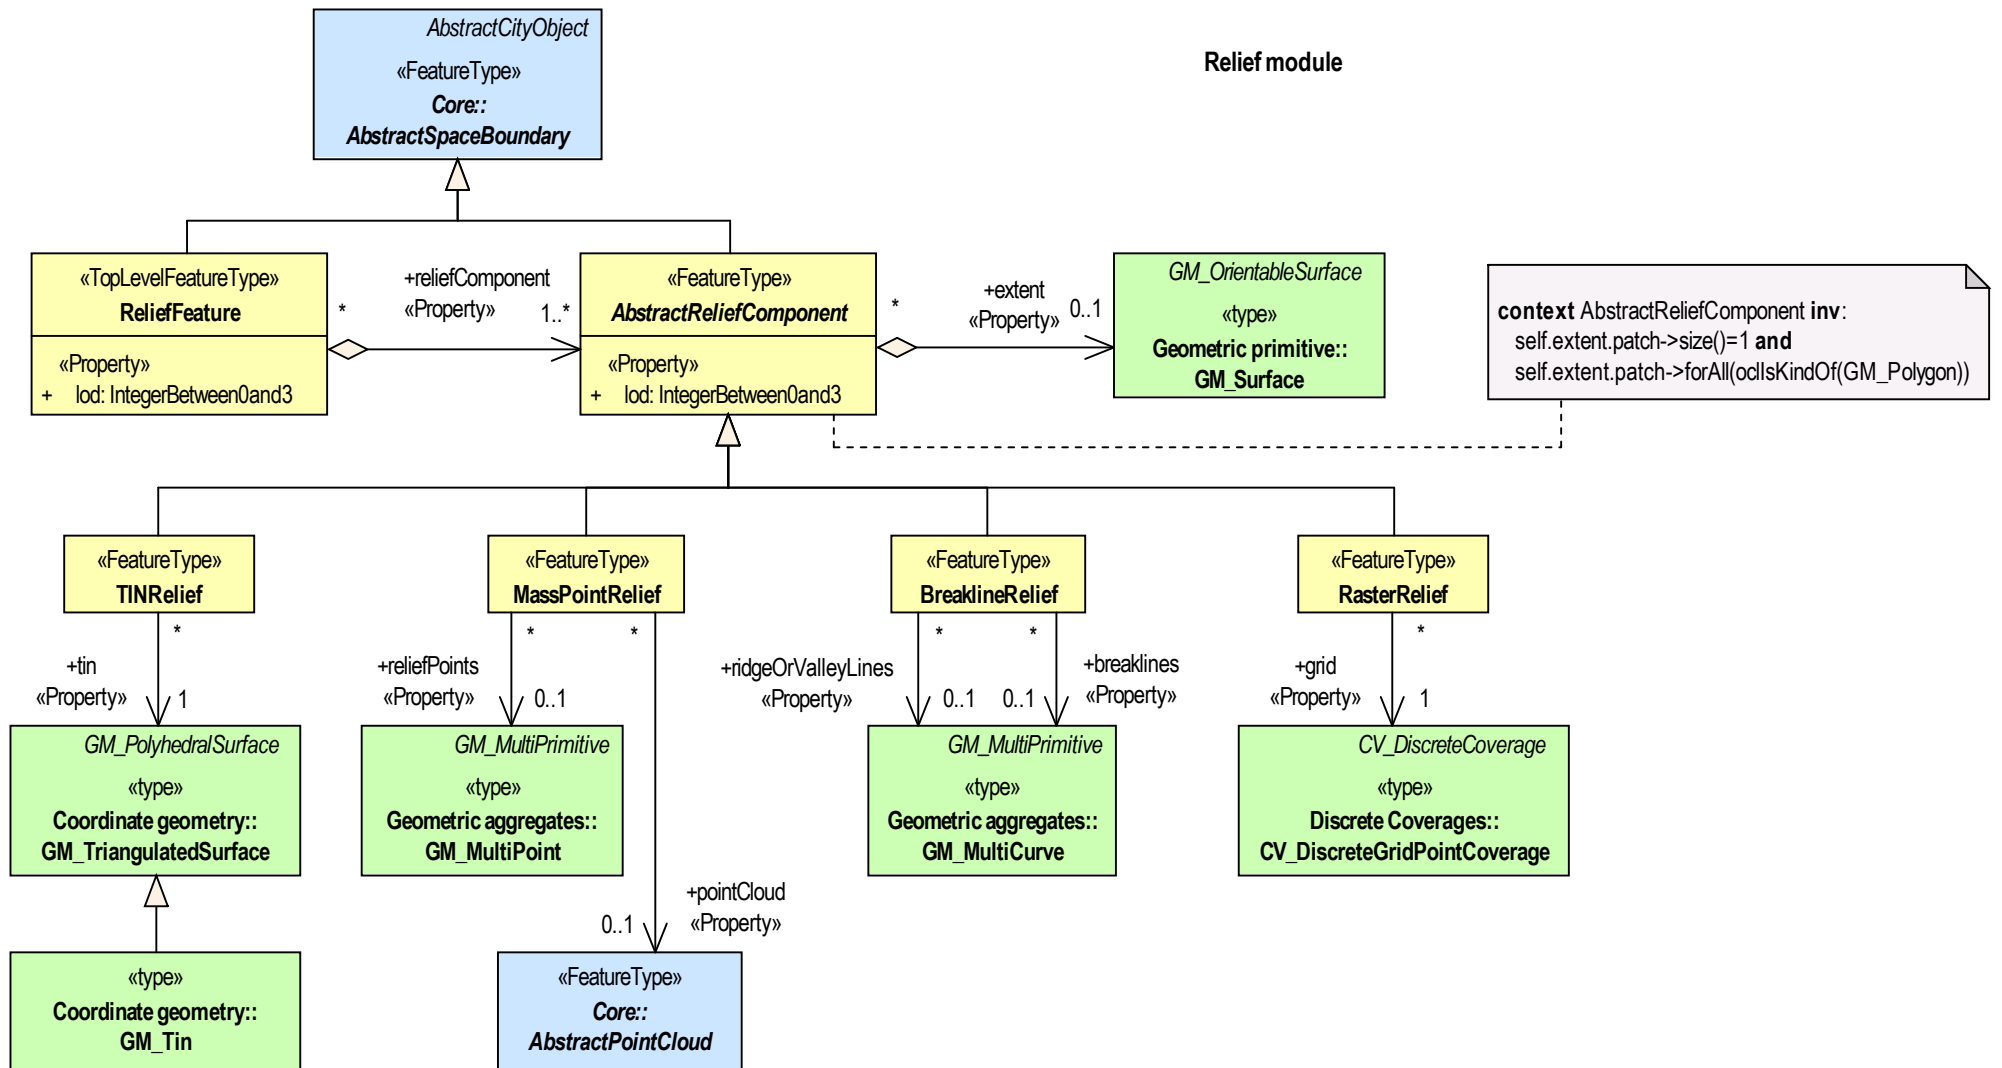 AbstractCityObject
«FeatureType»
Core::
AbstractSpaceBoundary
Relief module
«TopLevelFeatureType»
ReliefFeature
«Property»
+ lod: IntegerBetween0and3
*
+reliefComponent
«Property»
1..*
«FeatureType»
AbstractReliefComponent
«Property»
+ lod: IntegerBetween0and3
*
+extent
«Property»
0..1
GM_OrientableSurface
«type»
Geometric primitive::
GM_Surface
context AbstractReliefComponent inv:
self.extent.patch->size()=1 and
self.extent.patch->forAll(oclIsKindOf(GM_Polygon))
«FeatureType»
TINRelief
*
+tin
«Property»
1
«FeatureType»
MassPointRelief
*
*
+reliefPoints
«Property»
0..1
«FeatureType»
BreaklineRelief
*
*
+ridgeOrValleyLines
«Property»
0..1
0..1
+breaklines
«Property»
«FeatureType»
RasterRelief
*
+grid
«Property»
1
GM_PolyhedralSurface
«type»
Coordinate geometry::
GM_TriangulatedSurface
GM_MultiPrimitive
«type»
Geometric aggregates::
GM_MultiPoint
GM_MultiPrimitive
«type»
Geometric aggregates::
GM_MultiCurve
CV_DiscreteCoverage
«type»
Discrete Coverages::
CV_DiscreteGridPointCoverage
+pointCloud
«Property»
0..1
«type»
Coordinate geometry::
GM_Tin
«FeatureType»
Core::
AbstractPointCloud